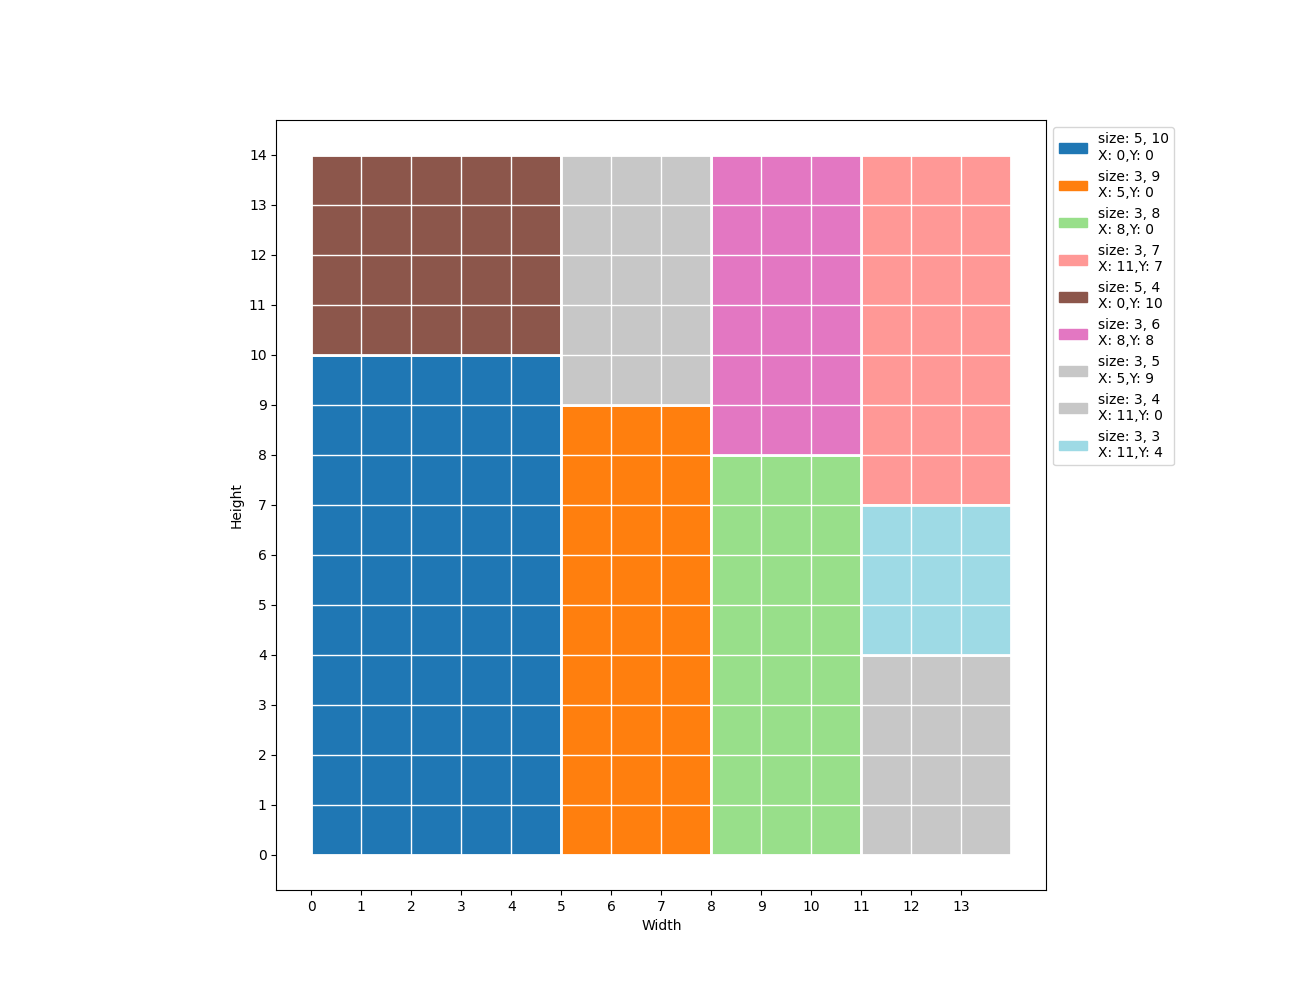 14
13
12
11
10
9
8
7
6
5
4
3
2
1
0
Height
0 1 2 3 4 5 6 7 8 9 10 11 12 13
Width
size: 5, 10
X: 0,Y: 0
size: 3, 9
X: 5,Y: 0
size: 3, 8
X: 8,Y: 0
size: 3, 7
X: 11,Y: 7
size: 5, 4
X: 0,Y: 10
size: 3, 6
X: 8,Y: 8
size: 3, 5
X: 5,Y: 9
size: 3, 4
X: 11,Y: 0
size: 3, 3
X: 11,Y: 4